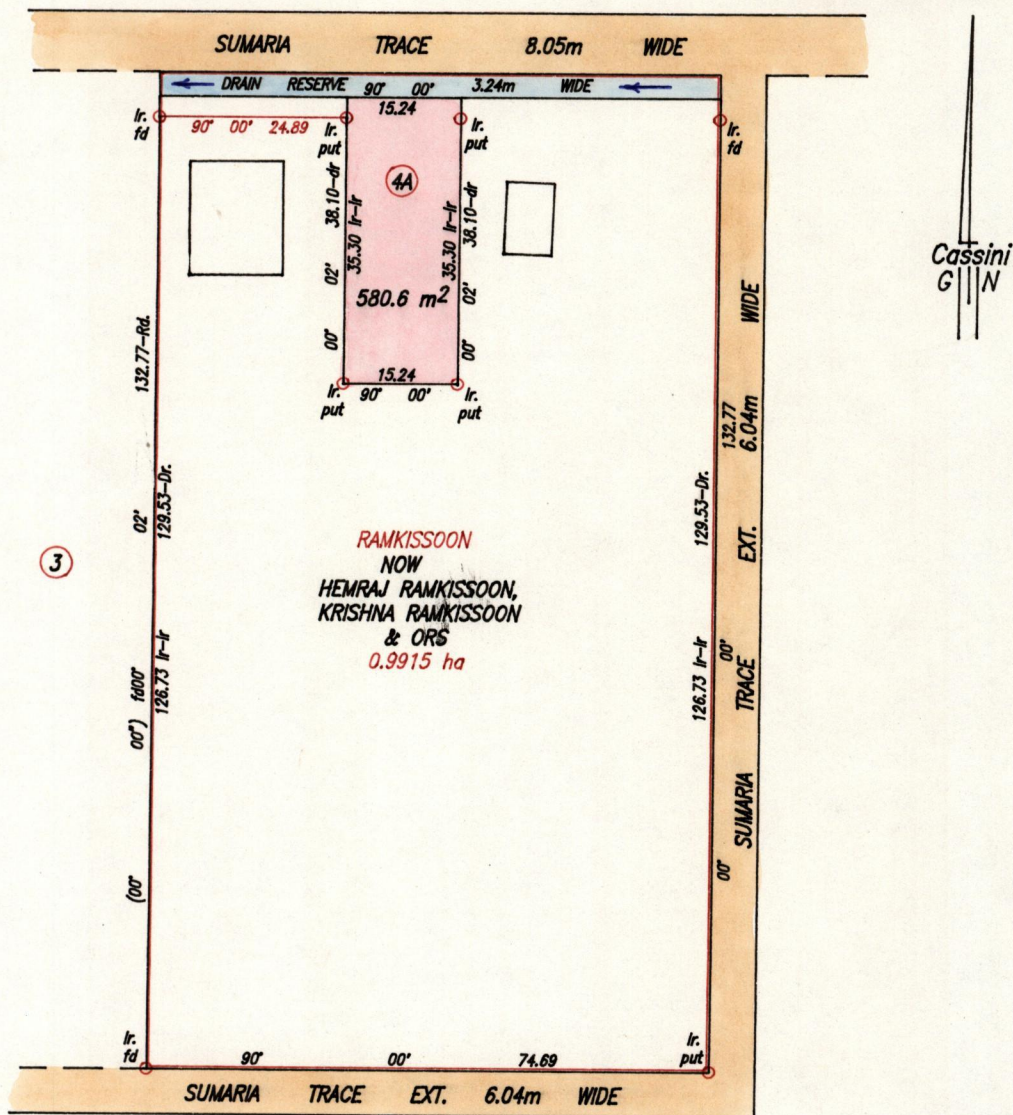 SUMARIA TRACE 8.05m WIDE
DRAIN RESERVE 3.24m WIDE
90° 00'
15.24
Ir. fd
90° 00' 24.89
Ir. put
Ir. put
Ir. fd
4A
00° 02' 38.10-dr
35.30 Ir-Ir
35.30 Ir-Ir
00° 02' 38.10-dr
580.6 m²
15.24
90° 00'
Ir. put
Ir. put
Cassini
G N
132.77-Rd.
129.53-Dr.
126.73 Ir-Ir
(00° 00") fd00° 02'
3
RAMKISSOON
NOW
HEMRAJ RAMKISSOON,
KRISHNA RAMKISSOON
& ORS
0.9915 ha
129.53-Dr.
126.73 Ir-Ir
00° 00' 132.77
SUMARIA TRACE EXT. 6.04m WIDE
Ir. fd
90° 00' 74.69
Ir. put
SUMARIA TRACE EXT. 6.04m WIDE